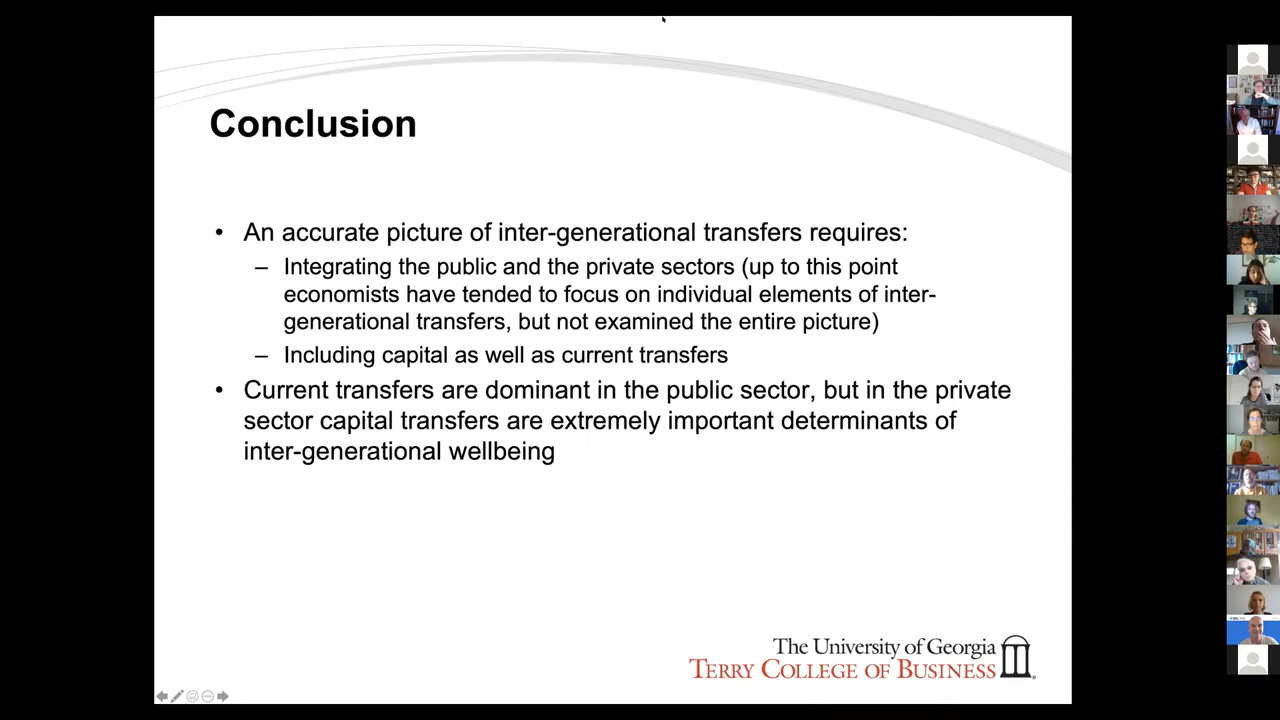 Conclusion
• An accurate picture of inter-generational transfers requires:
– Integrating the public and the private sectors (up to this point
economists have tended to focus on individual elements of inter-
generational transfers, but not examined the entire picture)
– Including capital as well as current transfers
• Current transfers are dominant in the public sector, but in the private
sector capital transfers are extremely important determinants of
inter-generational wellbeing
The University of Georgia
TERRY COLLEGE OF BUSINESS